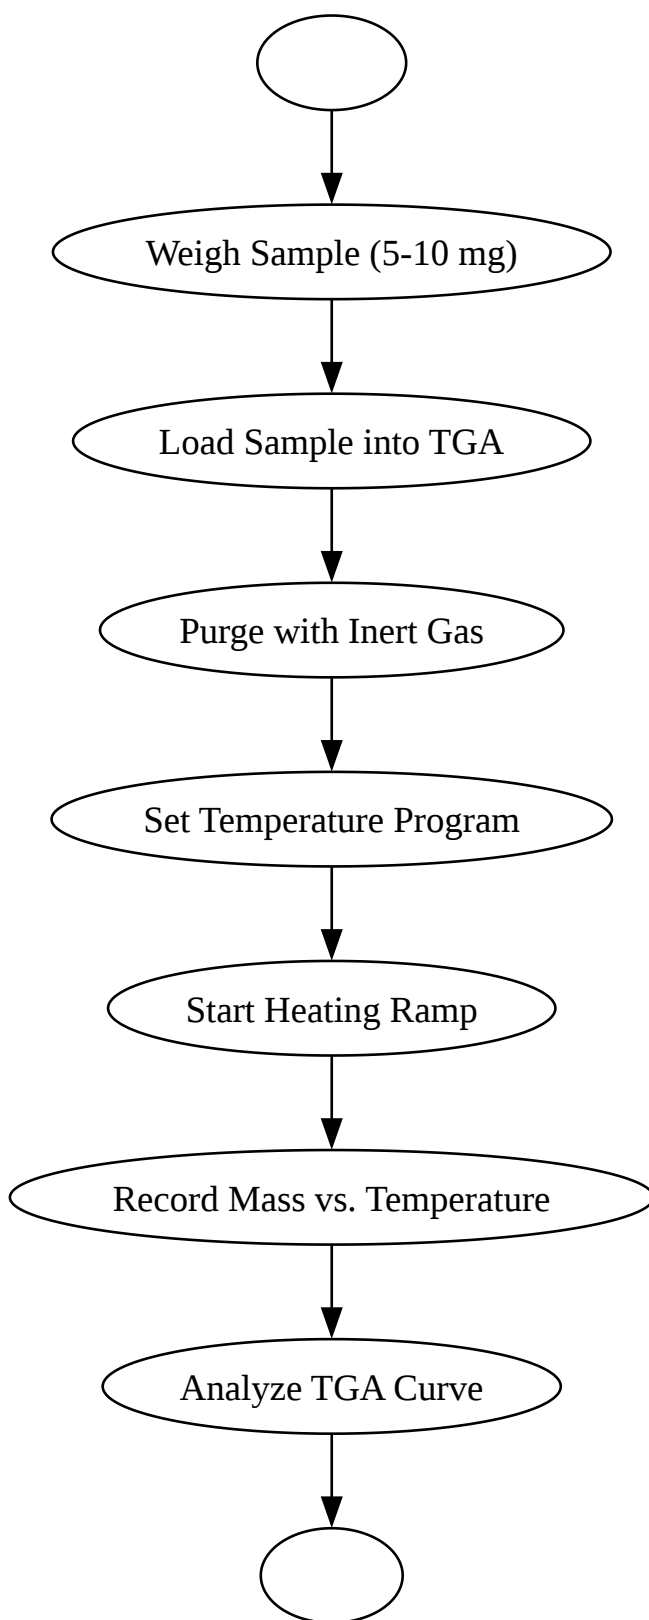 Weigh Sample (5-10 mg)
Load Sample into TGA
Purge with Inert Gas
Set Temperature Program
Start Heating Ramp
Record Mass vs. Temperature
Analyze TGA Curve